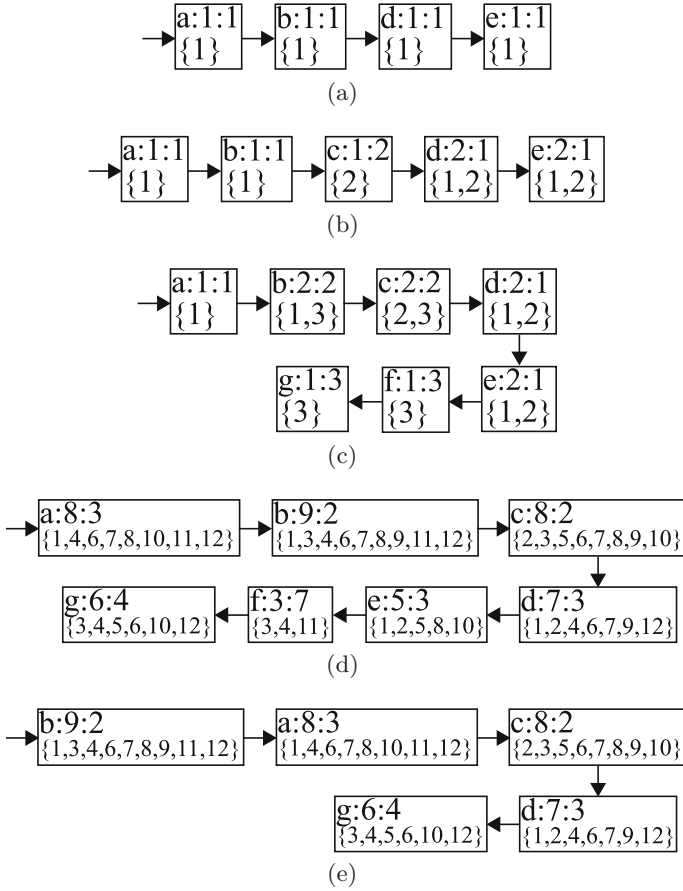 a:1:1 b:1:1 d:1:1 e:1:1
{1} {1} {1} {1}
(a)
a:1:1 b:1:1 c:1:2 d:2:1 e:2:1
{1} {1} {2} {1,2} {1,2}
(b)
a:1:1 b:2:2 c:2:2 d:2:1
{1} {1,3} {2,3} {1,2}
g:1:3 f:1:3 e:2:1
{3} {3} {1,2}
(c)
a:8:3 b:9:2 c:8:2
{1,4,6,7,8,10,11,12} {1,3,4,6,7,8,9,11,12} {2,3,5,6,7,8,9,10}
g:6:4 f:3:7 e:5:3 d:7:3
{3,4,5,6,10,12} {3,4,11} {1,2,5,8,10} {1,2,4,6,7,9,12}
(d)
b:9:2 a:8:3 c:8:2
{1,3,4,6,7,8,9,11,12} {1,4,6,7,8,10,11,12} {2,3,5,6,7,8,9,10}
g:6:4 d:7:3
{3,4,5,6,10,12} {1,2,4,6,7,9,12}
(e)